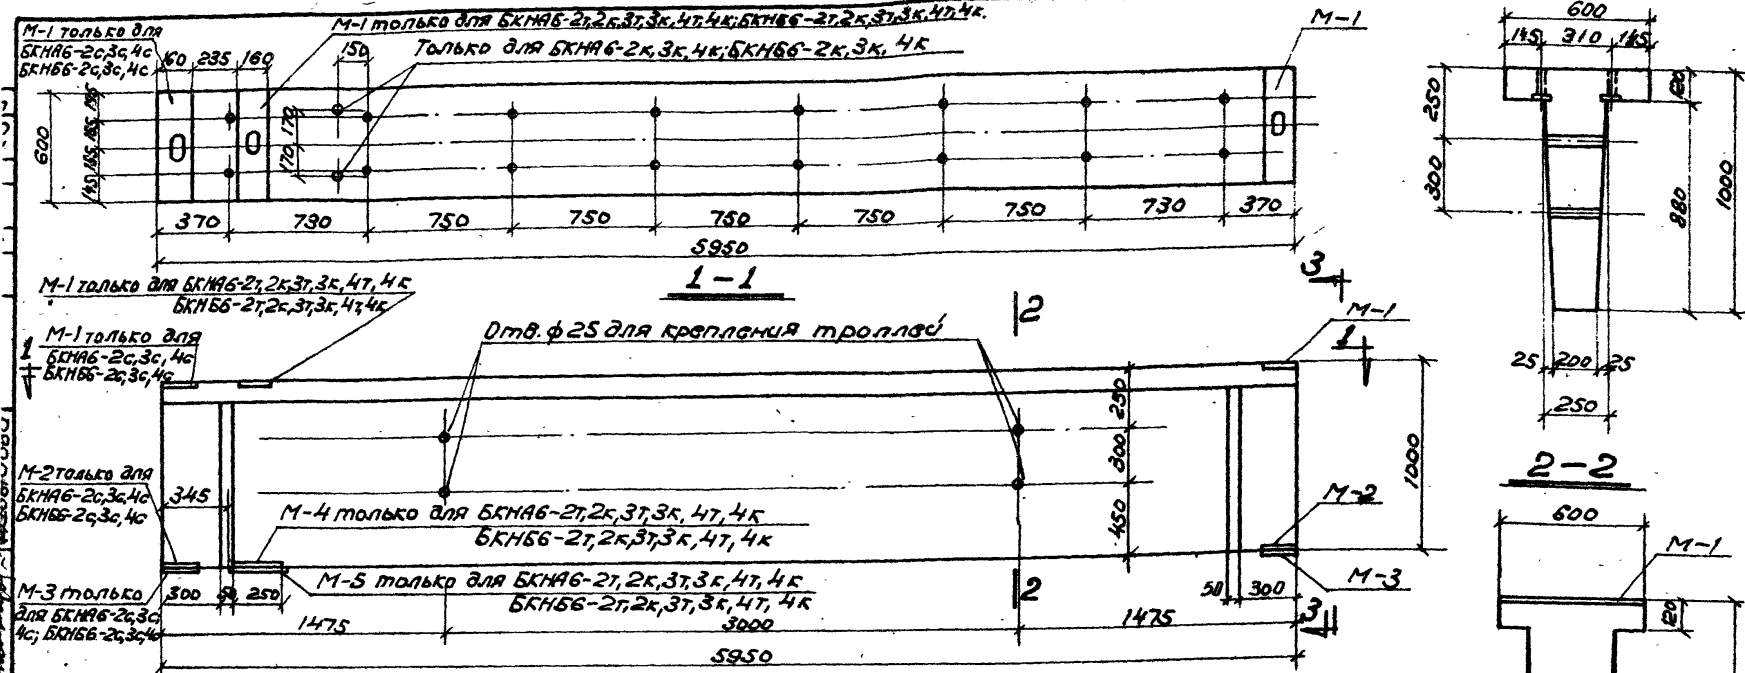 М-1 только для
БКНА6-2с,3с,4с
БКНБ6-2с,3с,4с
М-1 только для БКНА6-2т,2к,3т,3к,4т,4к; БКНБ6-2т,2к,3т,3к,4т,4к.
Только для БКНА6-2к,3к,4к; БКНБ6-2к,3к,4к
М-1
160 235 160
150
600
145 185 185
170
170
370 730 750 750 750 750 750 730 370
5950
1-1
600
145 310 145
250
300
120
880
1000
25 200 25
250
2-2
600
М-1
120
М-1 только для БКНА6-2т,2к,3т,3к,4т,4к
БКНБ6-2т,2к,3т,3к,4т,4к
М-1 только для
БКНА6-2с,3с,4с
БКНБ6-2с,3с,4с
1
Отв. ф25 для крепления троллей
2
3
М-1
1
250
300
450
1000
М-2 только для
БКНА6-2с,3с,4с
БКНБ6-2с,3с,4с
345
М-4 только для БКНА6-2т,2к,3т,3к,4т,4к
БКНБ6-2т,2к,3т,3к,4т,4к
М-2
М-3
М-5 только для БКНА6-2т,2к,3т,3к,4т,4к
БКНБ6-2т,2к,3т,3к,4т,4к
М-3 только
для БКНА6-2с,3с,
4с; БКНБ6-2с,3с,4с
300 50 250
50 300
2
3
1475 3000 1475
5950